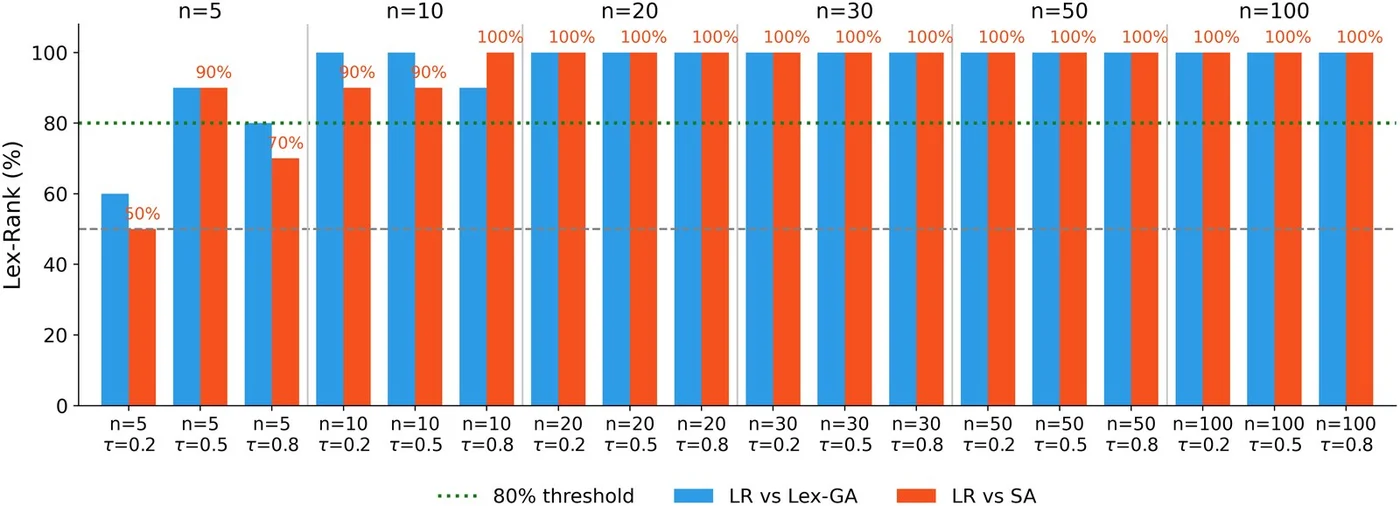 n=5 n=10 n=20 n=30 n=50 n=100
Lex-Rank (%)
100
80
60
40
20
0
50% 90% 70% 90% 90% 100% 100% 100% 100% 100% 100% 100% 100% 100% 100% 100% 100% 100%
n=5 n=5 n=5 n=10 n=10 n=10 n=20 n=20 n=20 n=30 n=30 n=30 n=50 n=50 n=50 n=100 n=100 n=100
τ=0.2 τ=0.5 τ=0.8 τ=0.2 τ=0.5 τ=0.8 τ=0.2 τ=0.5 τ=0.8 τ=0.2 τ=0.5 τ=0.8 τ=0.2 τ=0.5 τ=0.8 τ=0.2 τ=0.5 τ=0.8
80% threshold LR vs Lex-GA LR vs SA